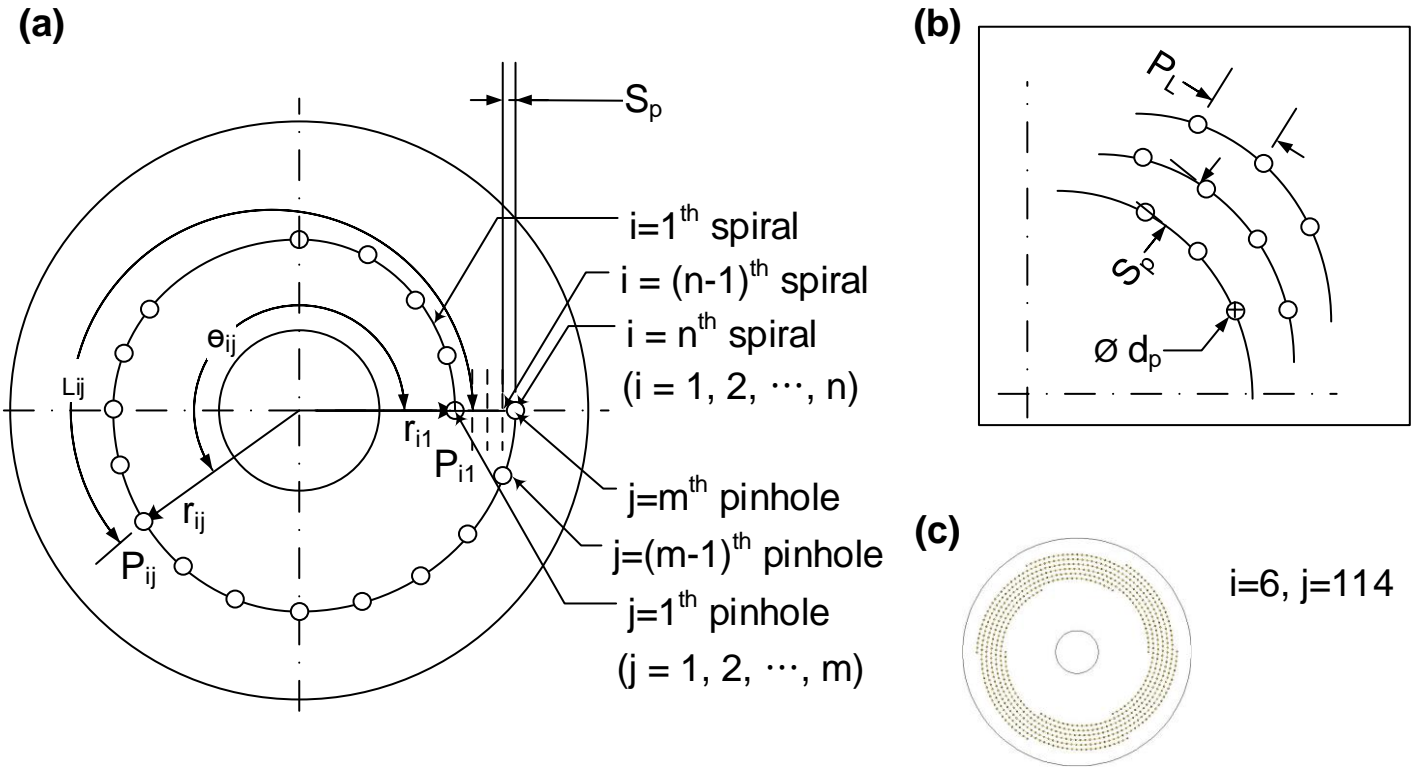 (a)
S_p
i=1^th spiral
i = (n-1)^th spiral
i = n^th spiral
(i = 1, 2, ⋯, n)
θ_ij
L_ij
r_i1
P_i1
r_ij
P_ij
j=m^th pinhole
j=(m-1)^th pinhole
j=1^th pinhole
(j = 1, 2, ⋯, m)
(b)
P_L
S_p
Ø d_p
(c)
i=6, j=114